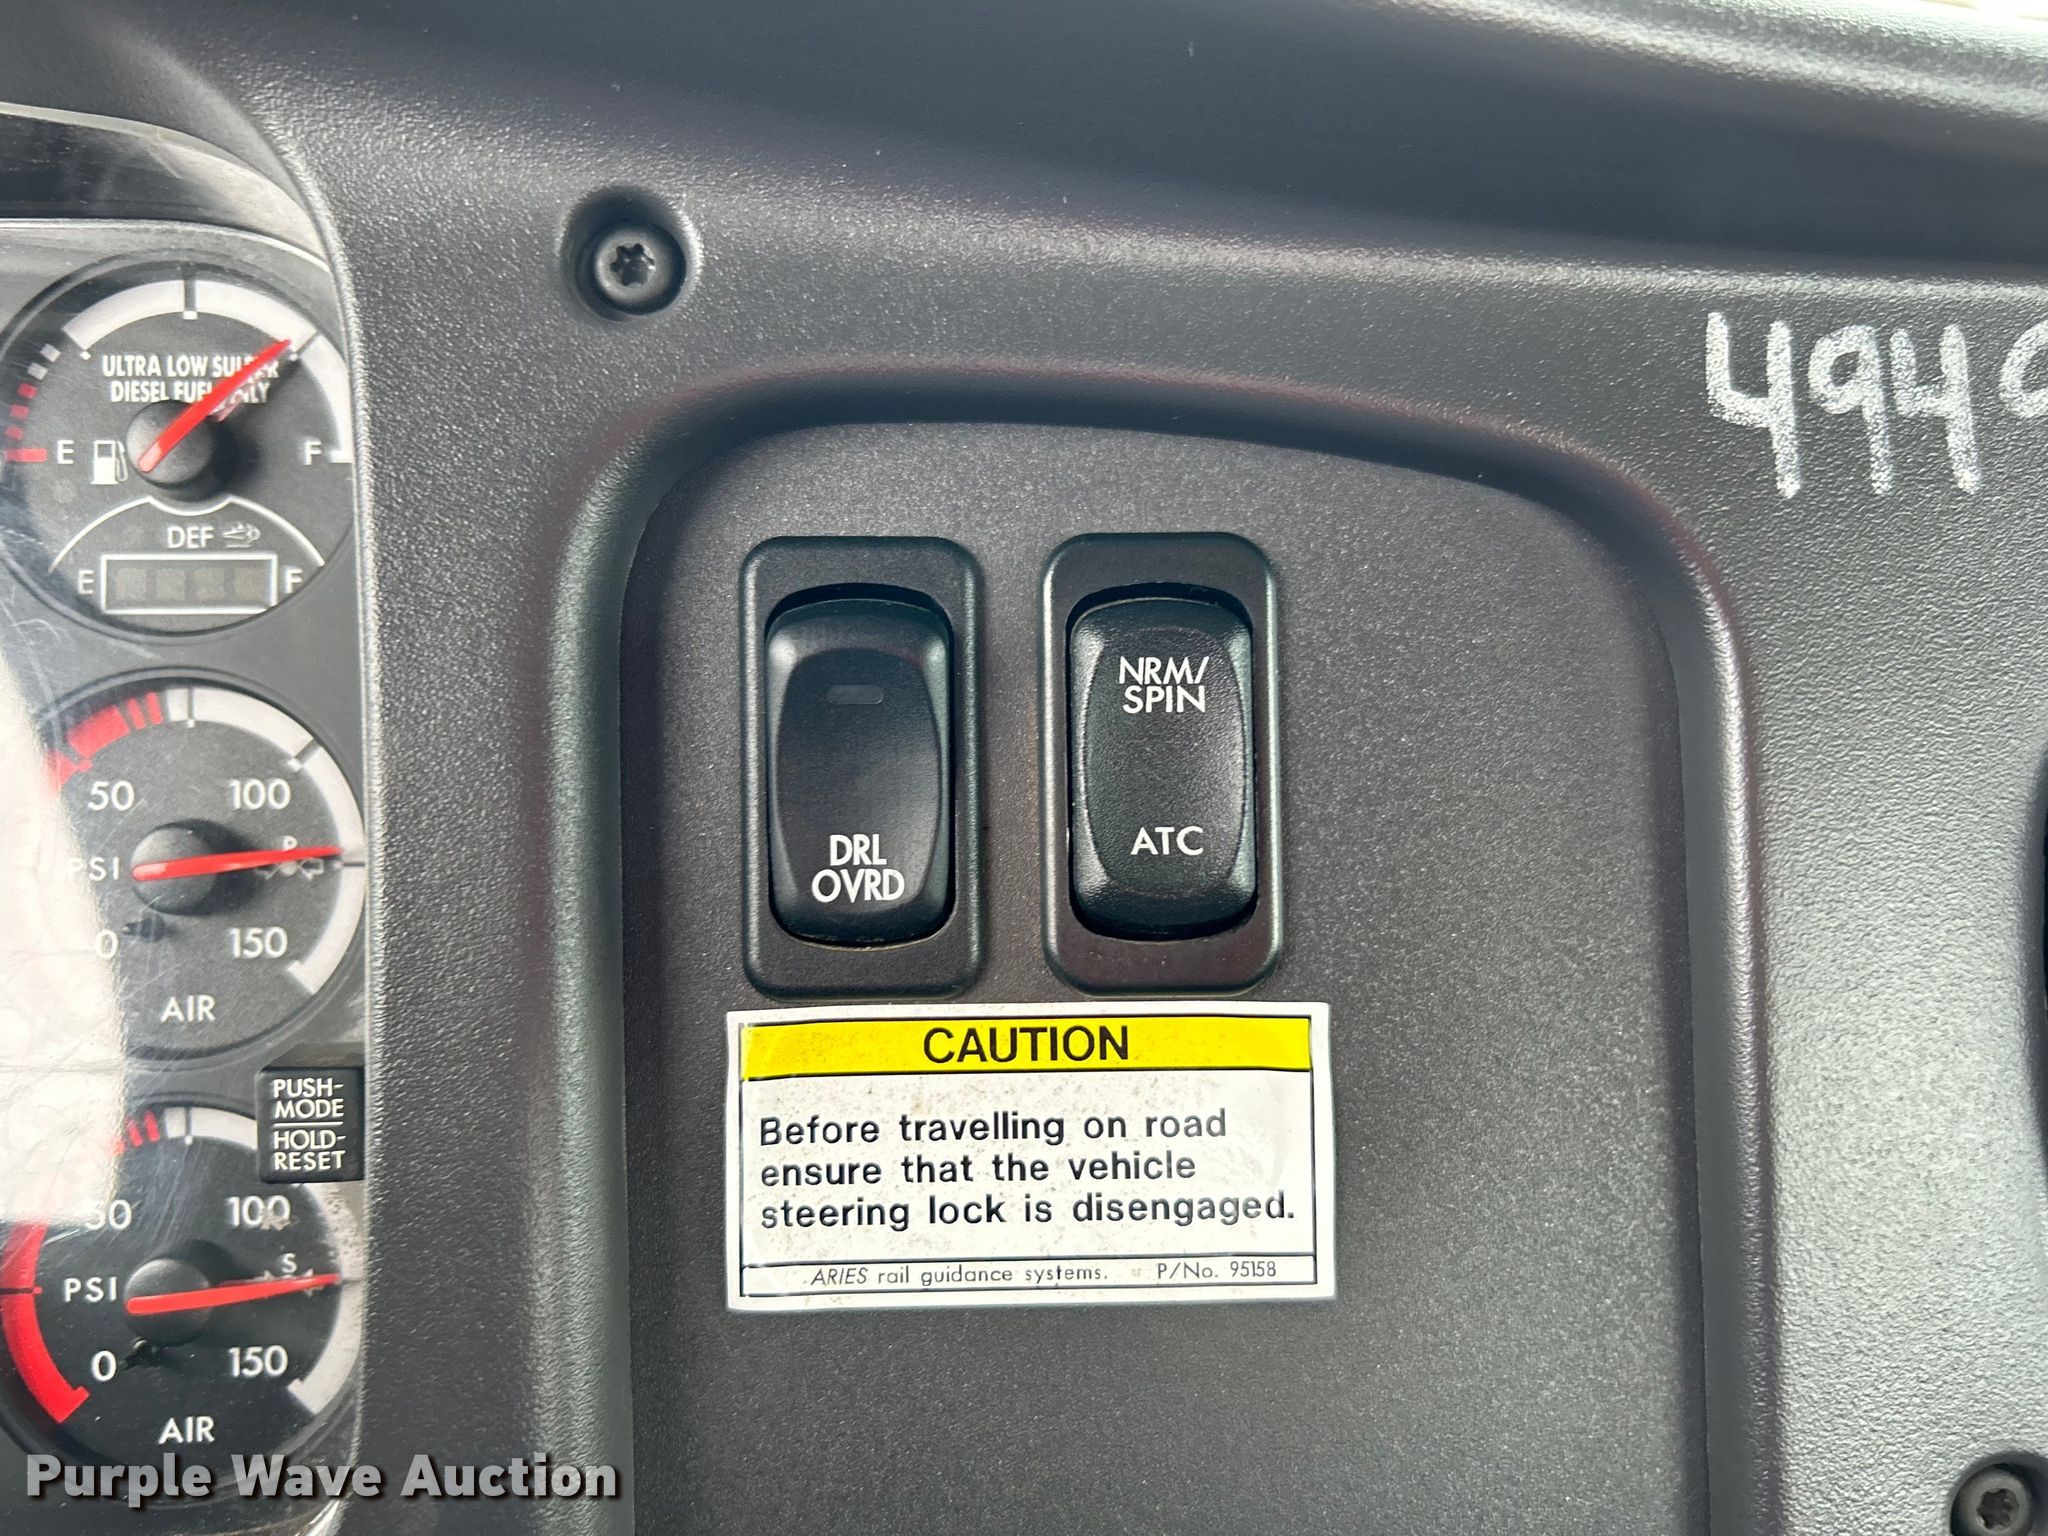 ULTRA LOW SULFUR
DIESEL FUEL ONLY
E
F
DEF
E
F
50
100
PSI
P
0
150
AIR
PUSH-
MODE
HOLD-
RESET
50
100
PSI
S
0
150
AIR
DRL
OVRD
NRM/
SPIN
ATC
CAUTION
Before travelling on road
ensure that the vehicle
steering lock is disengaged.
ARIES rail guidance systems. P/No. 95158
Purple Wave Auction